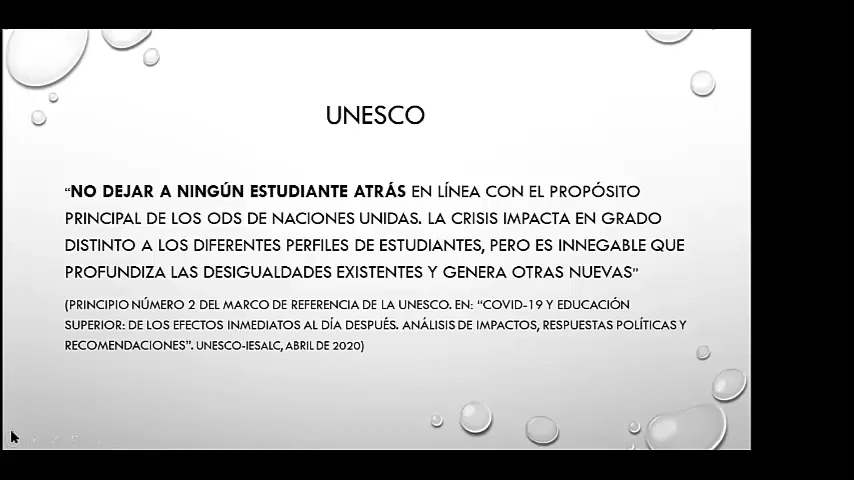 UNESCO
“NO DEJAR A NINGÚN ESTUDIANTE ATRÁS EN LÍNEA CON EL PROPÓSITO
PRINCIPAL DE LOS ODS DE NACIONES UNIDAS. LA CRISIS IMPACTA EN GRADO
DISTINTO A LOS DIFERENTES PERFILES DE ESTUDIANTES, PERO ES INNEGABLE QUE
PROFUNDIZA LAS DESIGUALDADES EXISTENTES Y GENERA OTRAS NUEVAS”
(PRINCIPIO NÚMERO 2 DEL MARCO DE REFERENCIA DE LA UNESCO. EN: “COVID-19 Y EDUCACIÓN
SUPERIOR: DE LOS EFECTOS INMEDIATOS AL DÍA DESPUÉS. ANÁLISIS DE IMPACTOS, RESPUESTAS POLÍTICAS Y
RECOMENDACIONES”. UNESCO-IESALC, ABRIL DE 2020)